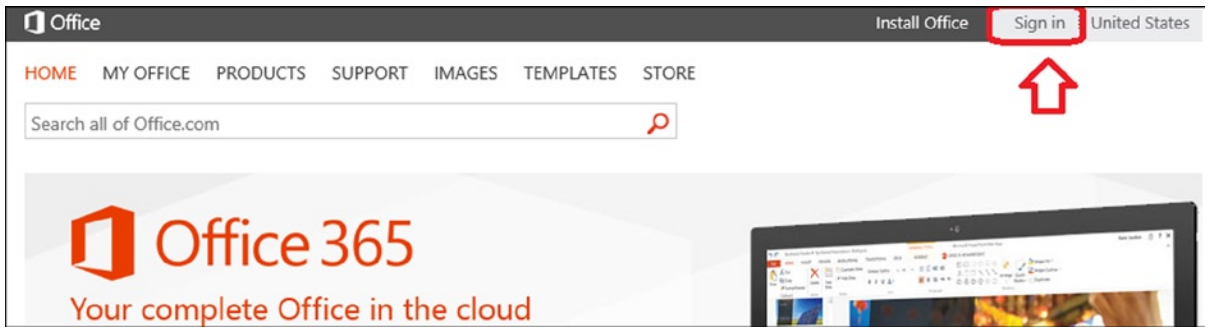 Office
Install Office Sign in United States
HOME MY OFFICE PRODUCTS SUPPORT IMAGES TEMPLATES STORE
Search all of Office.com
Office 365
Your complete Office in the cloud